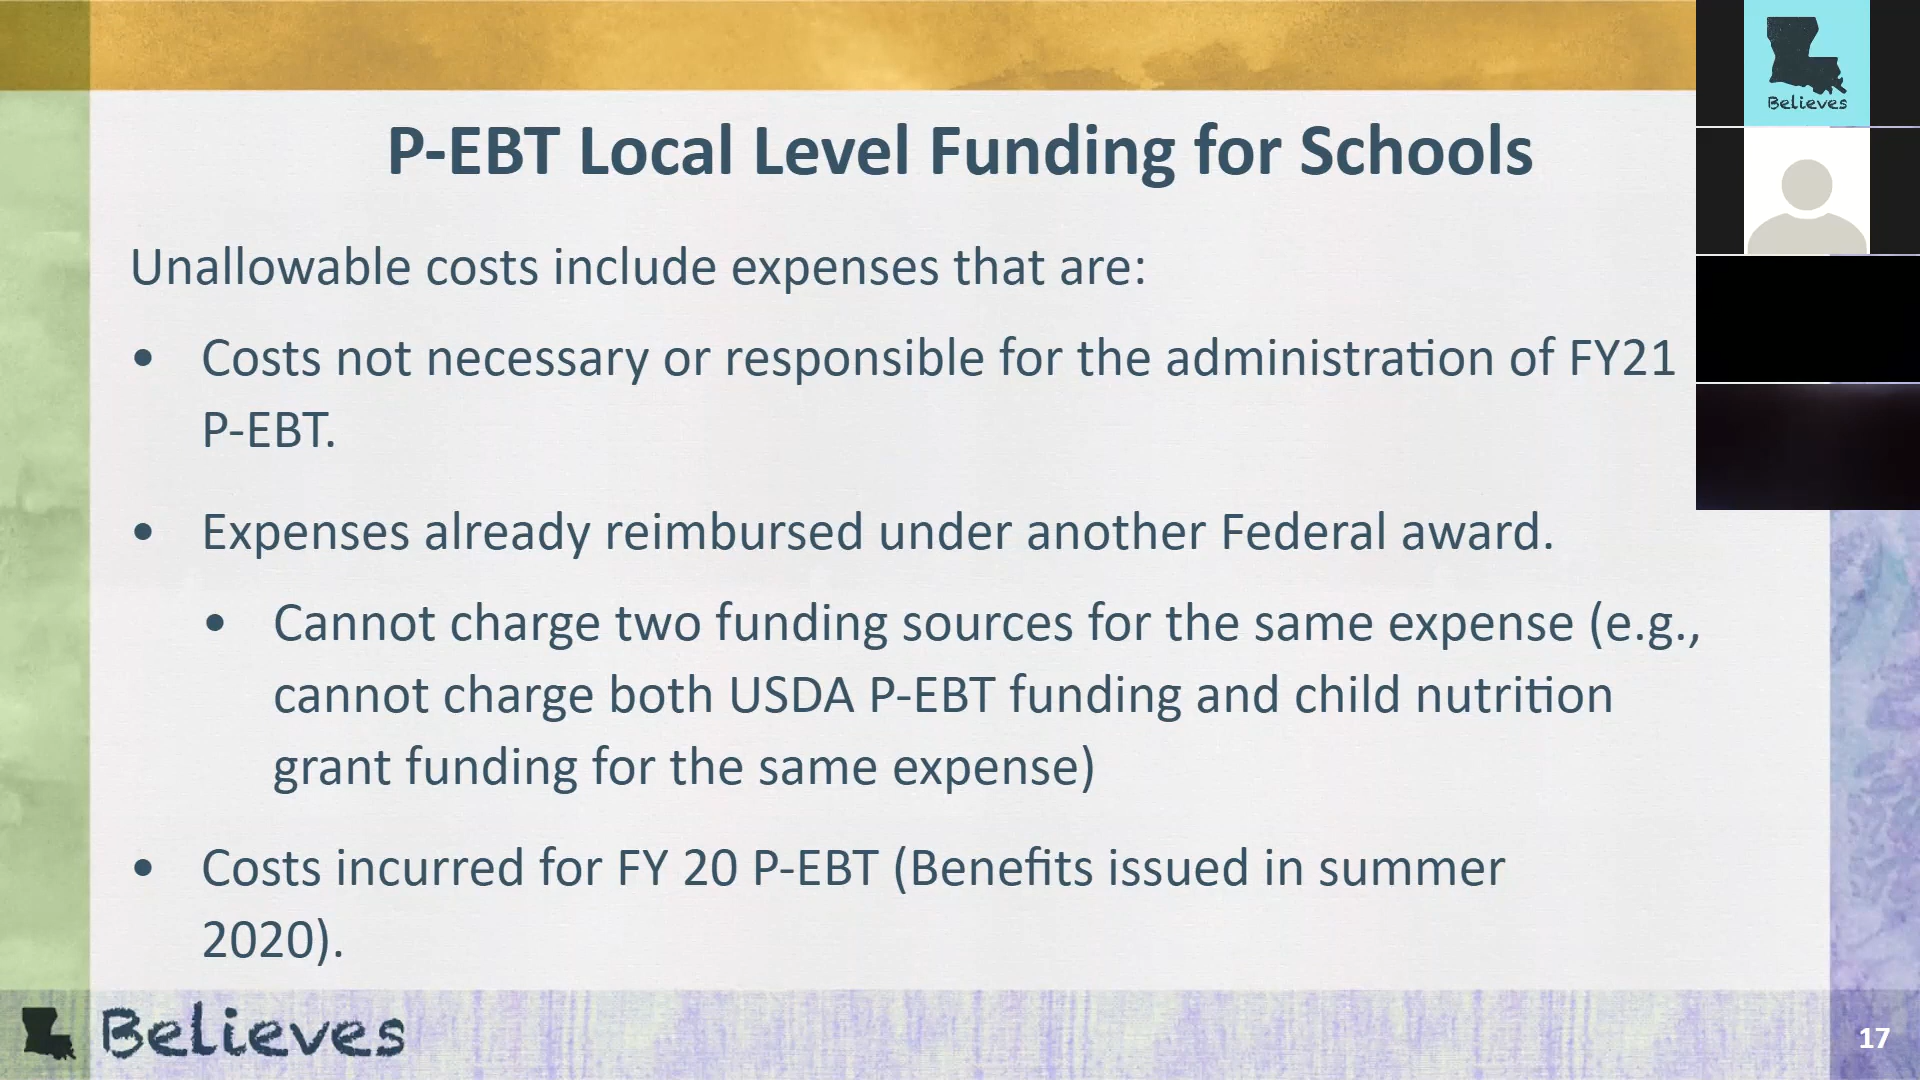 P-EBT Local Level Funding for Schools
Unallowable costs include expenses that are:
• Costs not necessary or responsible for the administration of FY21
P-EBT.
• Expenses already reimbursed under another Federal award.
• Cannot charge two funding sources for the same expense (e.g.,
cannot charge both USDA P-EBT funding and child nutrition
grant funding for the same expense)
• Costs incurred for FY 20 P-EBT (Benefits issued in summer
2020).
Believes
17
Believes